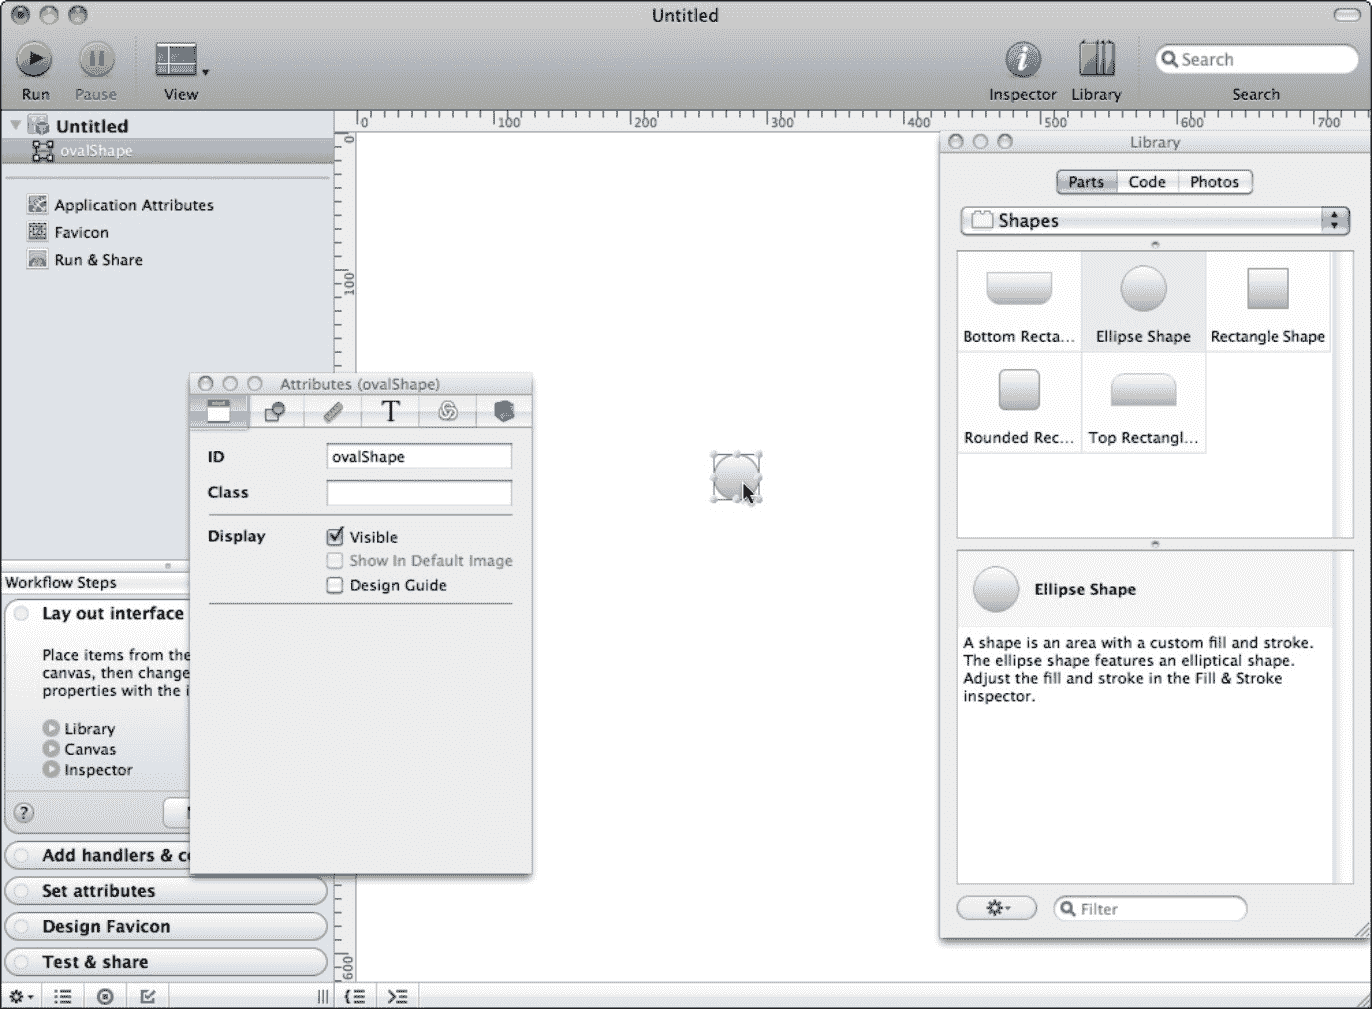 Untitled
Run
Pause
View
Inspector
Library
Search
Search
Untitled
ovalShape
Application Attributes
Favicon
Run & Share
0
100
200
300
400
500
600
700
0
100
600
Attributes (ovalShape)
T
ID
ovalShape
Class
Display
Visible
Show In Default Image
Design Guide
Workflow Steps
Lay out interface
Place items from the
canvas, then change
properties with the i
Library
Canvas
Inspector
?
Add handlers & c
Set attributes
Design Favicon
Test & share
Library
Parts
Code
Photos
Shapes
Bottom Recta...
Ellipse Shape
Rectangle Shape
Rounded Rec...
Top Rectangl...
Ellipse Shape
A shape is an area with a custom fill and stroke.
The ellipse shape features an elliptical shape.
Adjust the fill and stroke in the Fill & Stroke
inspector.
Filter